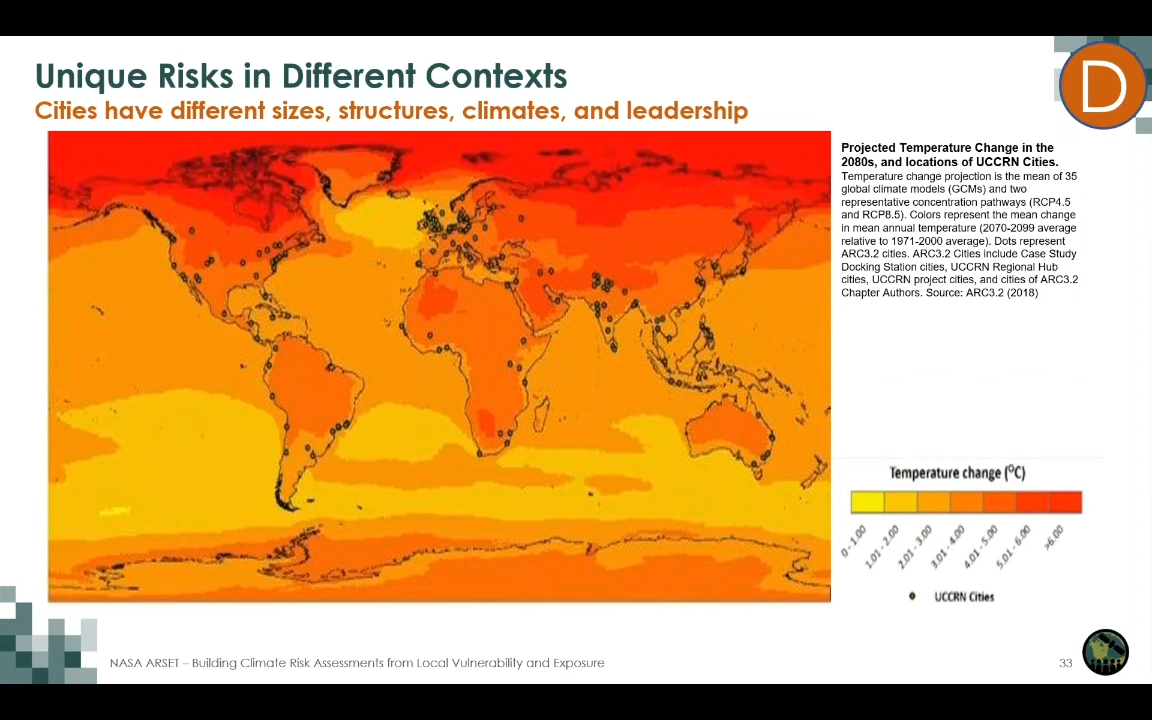 Unique Risks in Different Contexts
Cities have different sizes, structures, climates, and leadership
D
Projected Temperature Change in the
2080s, and locations of UCCRN Cities.
Temperature change projection is the mean of 35
global climate models (GCMs) and two
representative concentration pathways (RCP4.5
and RCP8.5). Colors represent the mean change
in mean annual temperature (2070-2099 average
relative to 1971-2000 average). Dots represent
ARC3.2 cities. ARC3.2 Cities include Case Study
Docking Station cities, UCCRN Regional Hub
cities, UCCRN project cities, and cities of ARC3.2
Chapter Authors. Source: ARC3.2 (2018)
Temperature change (°C)
0 - 1.00
1.01 - 2.00
2.01 - 3.00
3.01 - 4.00
4.01 - 5.00
5.01 - 6.00
>6.00
UCCRN Cities
NASA ARSET – Building Climate Risk Assessments from Local Vulnerability and Exposure
33